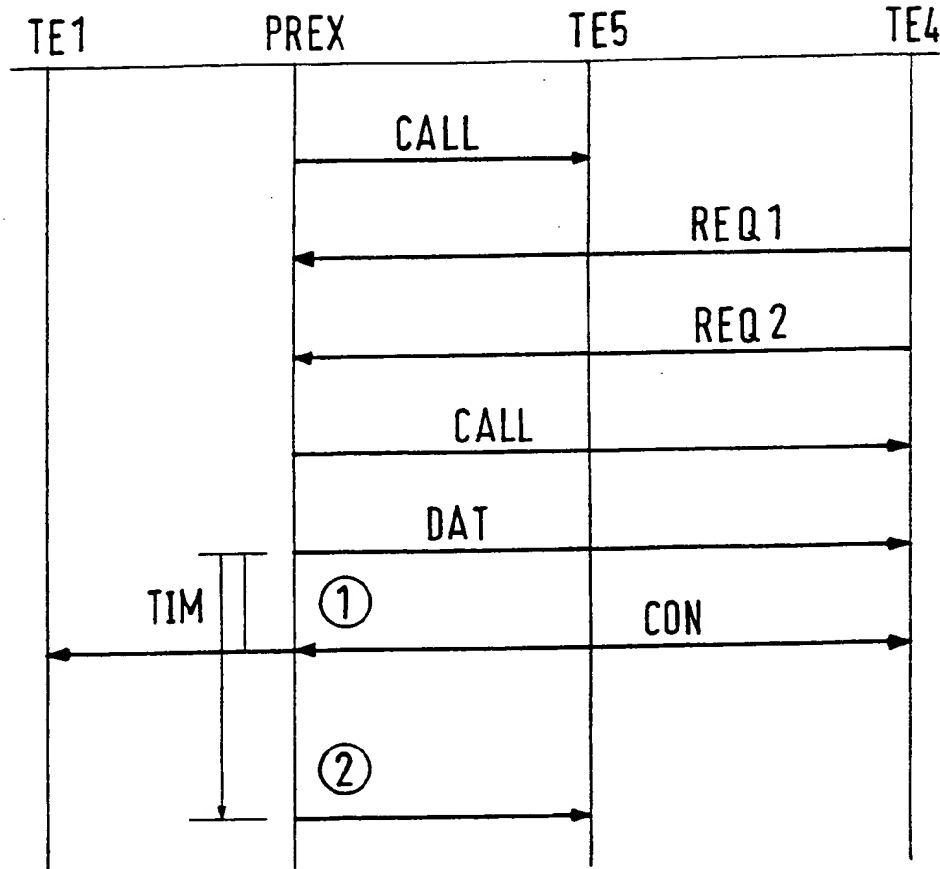 TE1 PREX TE5 TE4
CALL
REQ1
REQ2
CALL
DAT
TIM 1 CON
2